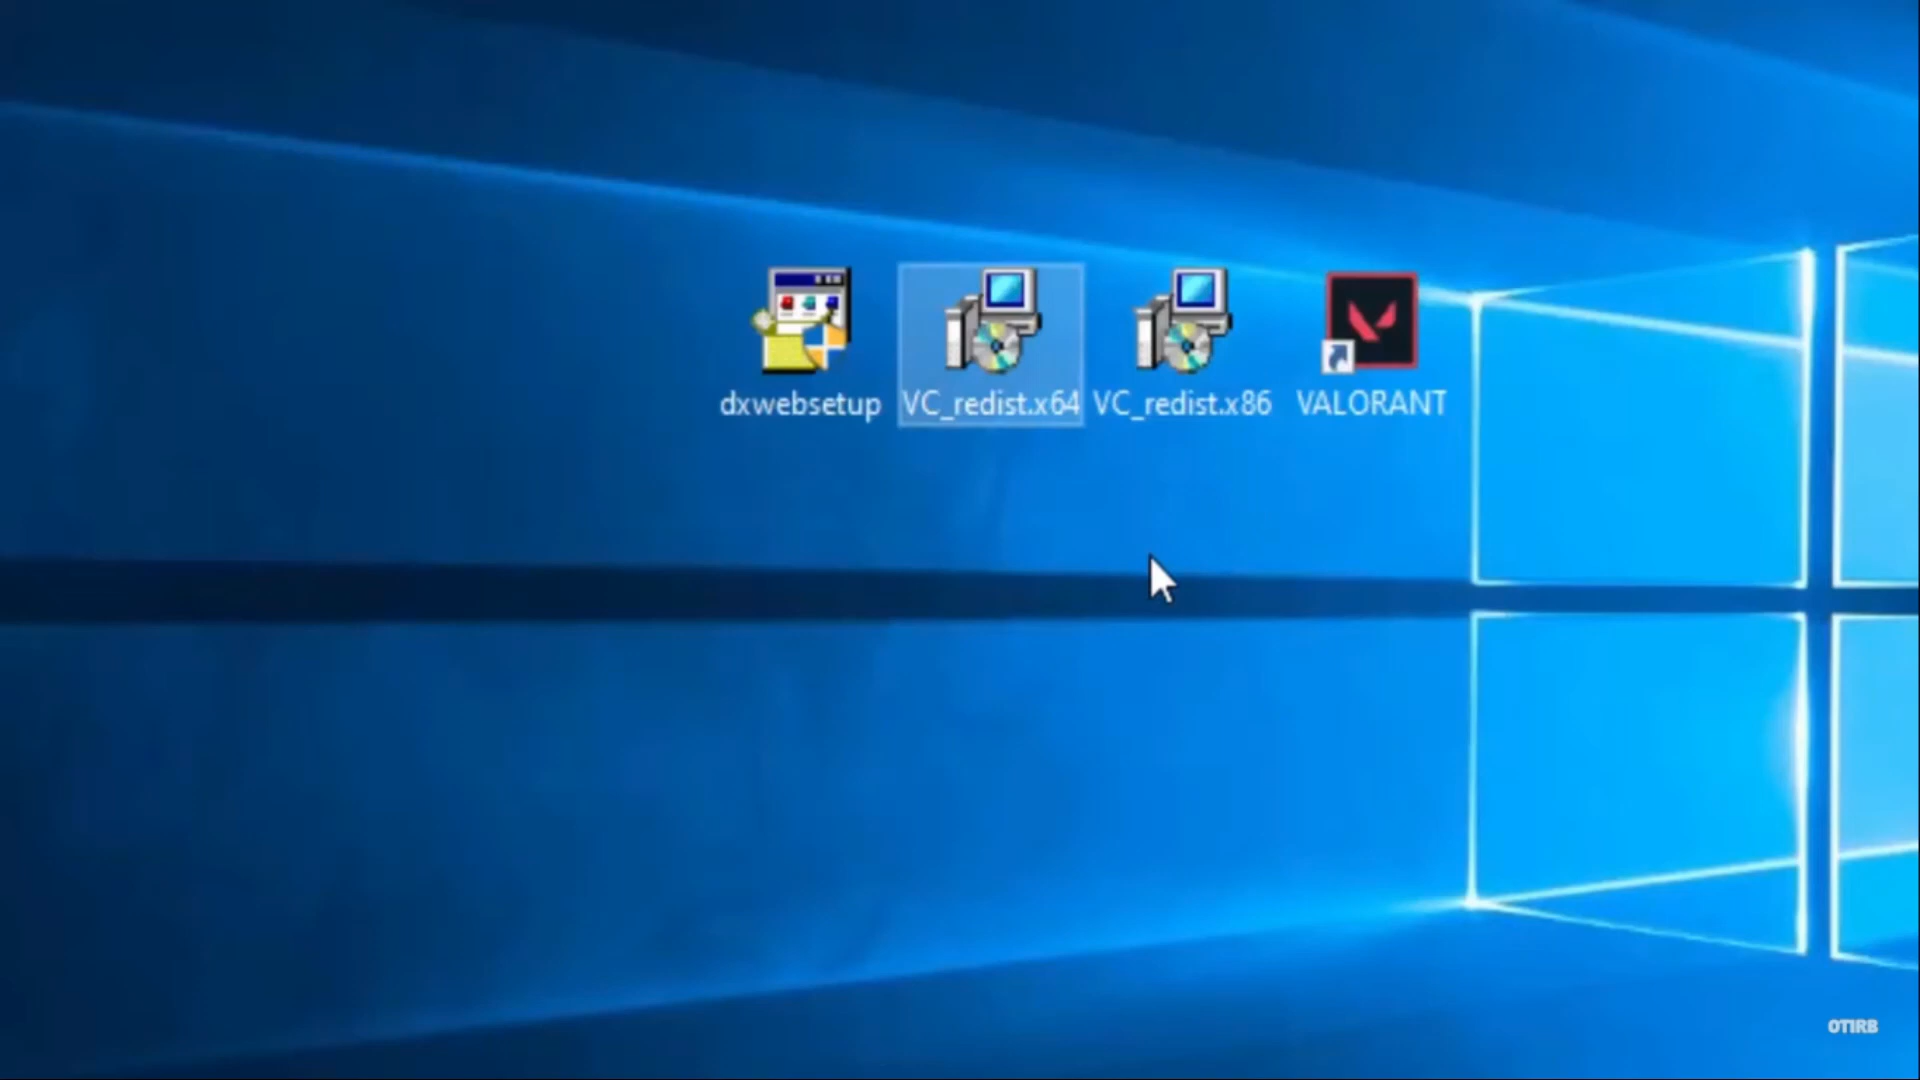 dxwebsetup
VC_redist.x64
VC_redist.x86
VALORANT
OTIRB